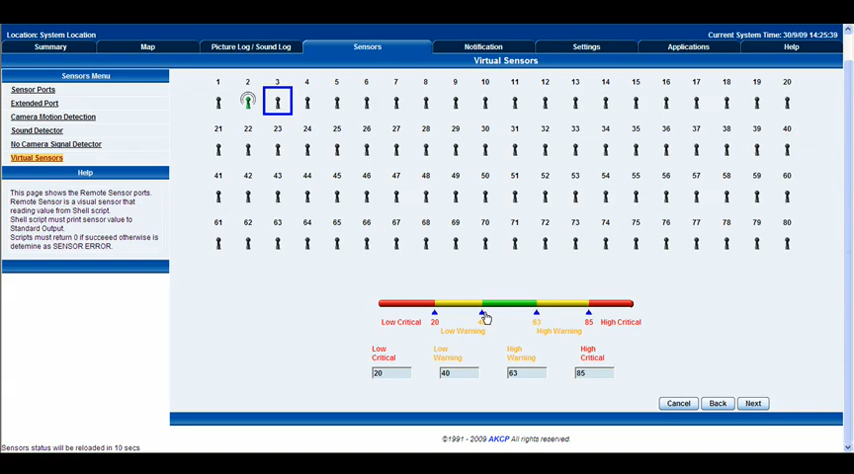 Location: System Location
Current System Time: 30/9/09 14:25:39
Summary Map Picture Log / Sound Log Sensors Notification Settings Applications Help
Sensors Menu
Virtual Sensors
Sensor Ports
Extended Port
Camera Motion Detection
Sound Detector
No Camera Signal Detector
Virtual Sensors
Help
This page shows the Remote Sensor ports.
Remote Sensor is a visual sensor that
reading value from Shell script.
Shell script must print sensor value to
Standard Output.
Scripts must return 0 if succeeed otherwise is
detemine as SENSOR ERROR.
1 2 3 4 5 6 7 8 9 10 11 12 13 14 15 16 17 18 19 20
21 22 23 24 25 26 27 28 29 30 31 32 33 34 35 36 37 38 39 40
41 42 43 44 45 46 47 48 49 50 51 52 53 54 55 56 57 58 59 60
61 62 63 64 65 66 67 68 69 70 71 72 73 74 75 76 77 78 79 80
Low Critical 20 63 85 High Critical
Low Warning High Warning
Low Critical
Low Warning
High Warning
High Critical
20 40 63 85
Cancel Back Next
©1991 - 2009 AKCP All rights reserved.
Sensors status will be reloaded in 10 secs